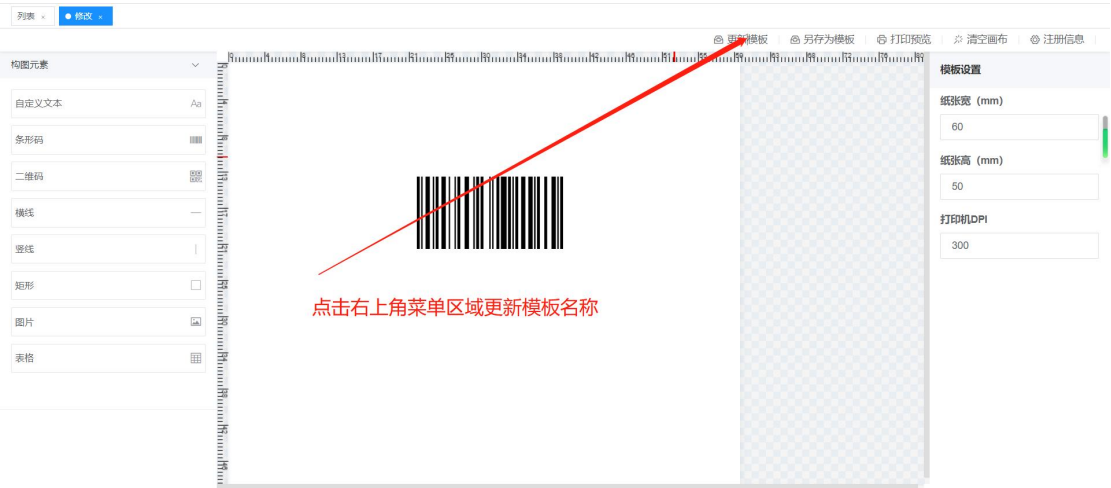 列表 ×
修改 ×
更新模板 另存为模板 打印预览 清空画布 注册信息
构图元素
自定义文本 Aa
条形码
二维码
横线
竖线
矩形
图片
表格
点击右上角菜单区域更新模板名称
模板设置
纸张宽（mm）
60
纸张高（mm）
50
打印机DPI
300